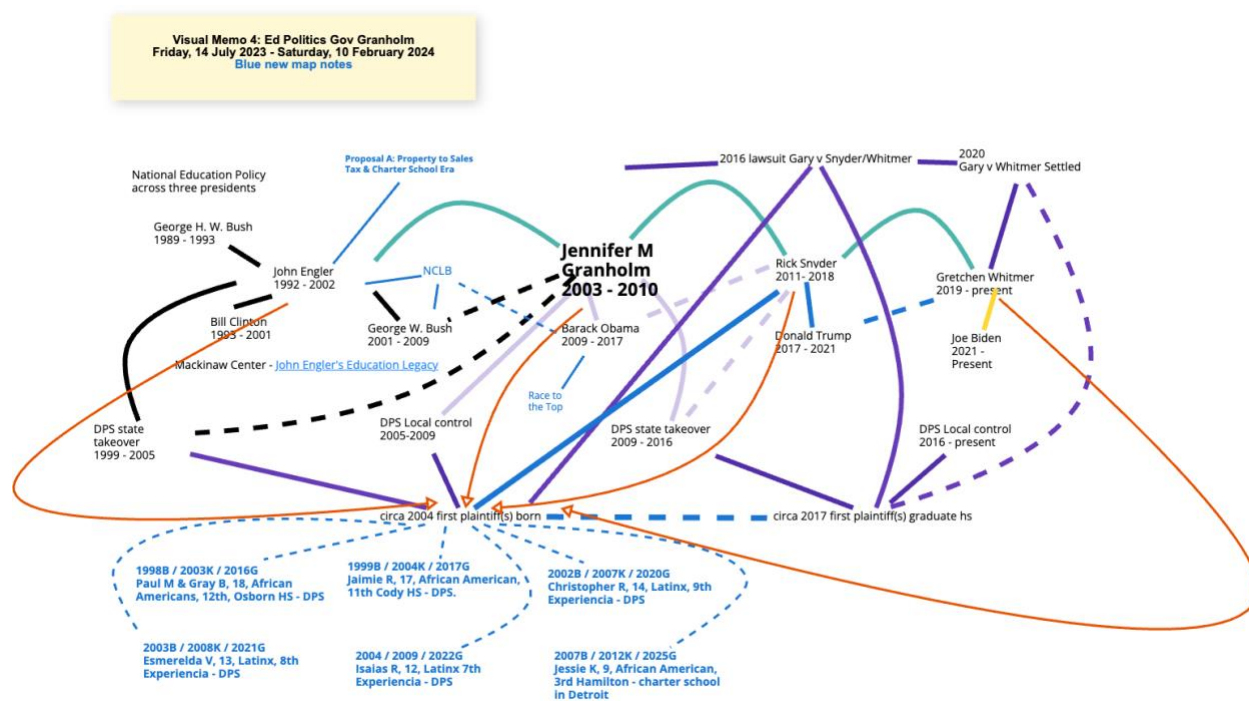 Visual Memo 4: Ed Politics Gov Granholm
Friday, 14 July 2023 - Saturday, 10 February 2024
Blue new map notes
National Education Policy
across three presidents
Proposal A: Property to Sales
Tax & Charter School Era
2016 lawsuit Gary v Snyder/Whitmer
2020
Gary v Whitmer Settled
George H. W. Bush
1989 - 1993
John Engler
1992 - 2002
NCLB
Jennifer M
Granholm
2003 - 2010
Rick Snyder
2011- 2018
Gretchen Whitmer
2019 - present
Bill Clinton
1993 - 2001
George W. Bush
2001 - 2009
Barack Obama
2009 - 2017
Donald Trump
2017 - 2021
Joe Biden
2021 -
Present
Mackinaw Center - John Engler's Education Legacy
Race to
the Top
DPS state
takeover
1999 - 2005
DPS Local control
2005-2009
DPS state takeover
2009 - 2016
DPS Local control
2016 - present
circa 2004 first plaintiff(s) born
circa 2017 first plaintiff(s) graduate hs
1998B / 2003K / 2016G
Paul M & Gray B, 18, African
Americans, 12th, Osborn HS - DPS
1999B / 2004K / 2017G
Jaimie R, 17, African American,
11th Cody HS - DPS.
2002B / 2007K / 2020G
Christopher R, 14, Latinx, 9th
Experiencia - DPS
2003B / 2008K / 2021G
Esmerelda V, 13, Latinx, 8th
Experiencia - DPS
2004 / 2009 / 2022G
Isaias R, 12, Latinx 7th
Experiencia - DPS
2007B / 2012K / 2025G
Jessie K, 9, African American,
3rd Hamilton - charter school
in Detroit